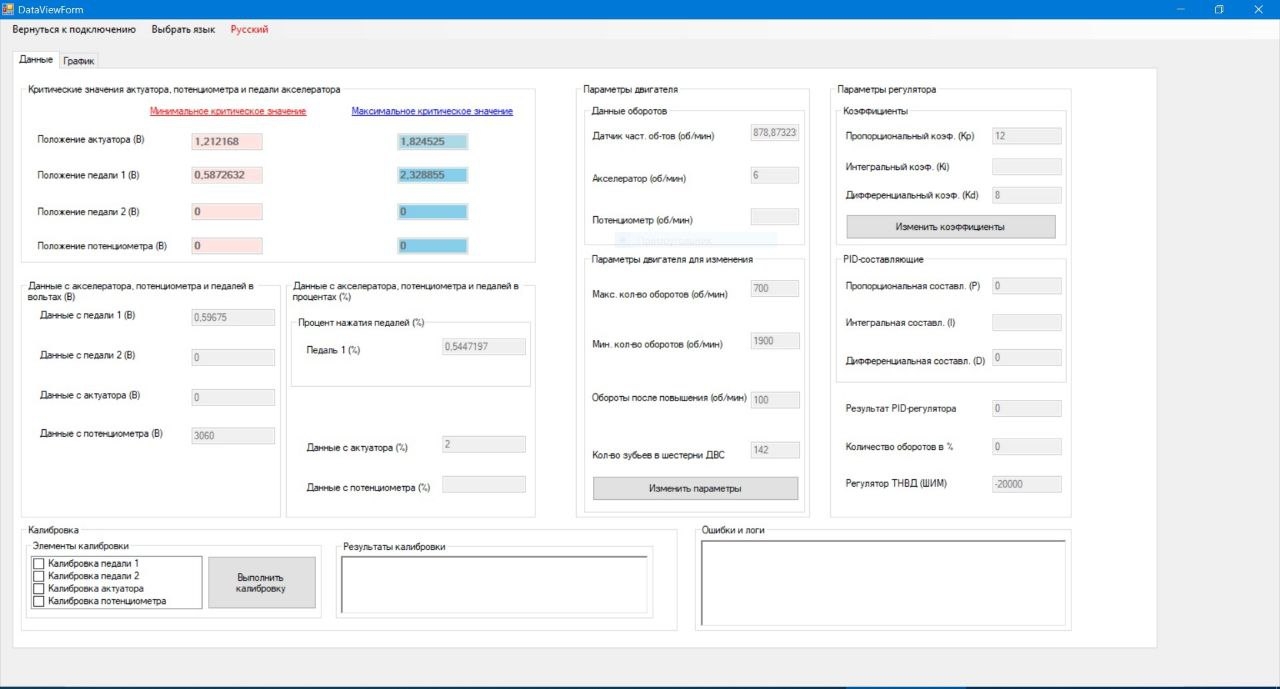 DataViewForm
Вернуться к подключению Выбрать язык Русский
Данные График
Критические значения актуатора, потенциометра и педали акселератора
Минимальное критическое значение Максимальное критическое значение
Положение актуатора (В) 1,212168 1,824525
Положение педали 1 (В) 0,5872632 2,328855
Положение педали 2 (В) 0 0
Положение потенциометра (В) 0 0
Данные с акселератора, потенциометра и педалей в
вольтах (В)
Данные с педали 1 (В) 0,59675
Данные с педали 2 (В) 0
Данные с актуатора (В) 0
Данные с потенциометра (В) 3060
Данные с акселератора, потенциометра и педалей в
процентах (%)
Процент нажатия педалей (%)
Педаль 1 (%) 0,5447197
Данные с актуатора (%) 2
Данные с потенциометра (%)
Параметры двигателя
Данные оборотов
Датчик част. об-тов (об/мин) 878,87323
Акселератор (об/мин) 6
Потенциометр (об/мин)
Параметры двигателя для изменения
Макс. кол-во оборотов (об/мин) 700
Мин. кол-во оборотов (об/мин) 1900
Обороты после повышения (об/мин) 100
Кол-во зубьев в шестерни ДВС 142
Изменить параметры
Параметры регулятора
Коэффициенты
Пропорциональный коэф. (Kp) 12
Интегральный коэф. (Ki)
Дифференциальный коэф. (Kd) 8
Изменить коэффициенты
PID-составляющие
Пропорциональная составл. (P) 0
Интегральная составл. (I)
Дифференциальная составл. (D) 0
Результат PID-регулятора 0
Количество оборотов в % 0
Регулятор ТНВД (ШИМ) -20000
Калибровка
Элементы калибровки
Калибровка педали 1
Калибровка педали 2
Калибровка актуатора
Калибровка потенциометра
Выполнить
калибровку
Результаты калибровки
Ошибки и логи